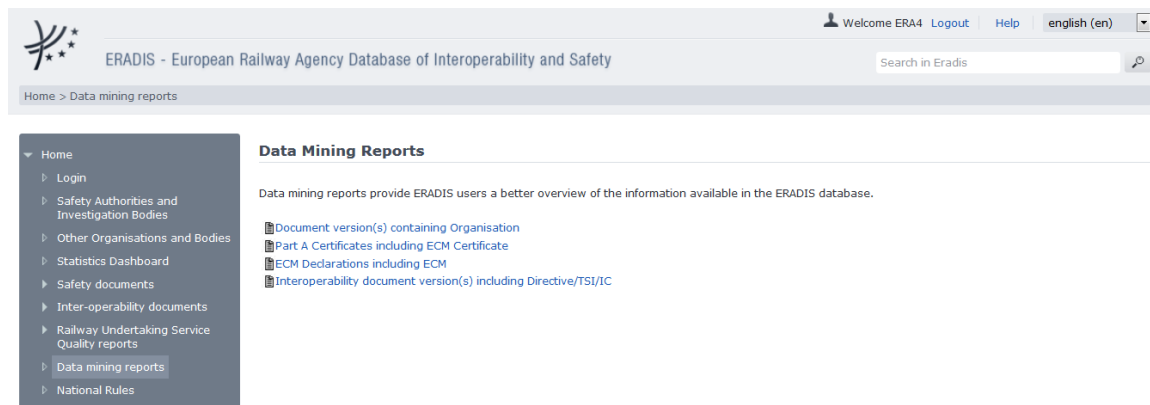 Welcome ERA4 Logout Help english (en)
ERADIS - European Railway Agency Database of Interoperability and Safety
Search in Eradis
Home > Data mining reports
Home
Login
Safety Authorities and
Investigation Bodies
Other Organisations and Bodies
Statistics Dashboard
Safety documents
Inter-operability documents
Railway Undertaking Service
Quality reports
Data mining reports
National Rules
Data Mining Reports
Data mining reports provide ERADIS users a better overview of the information available in the ERADIS database.
Document version(s) containing Organisation
Part A Certificates including ECM Certificate
ECM Declarations including ECM
Interoperability document version(s) including Directive/TSI/IC